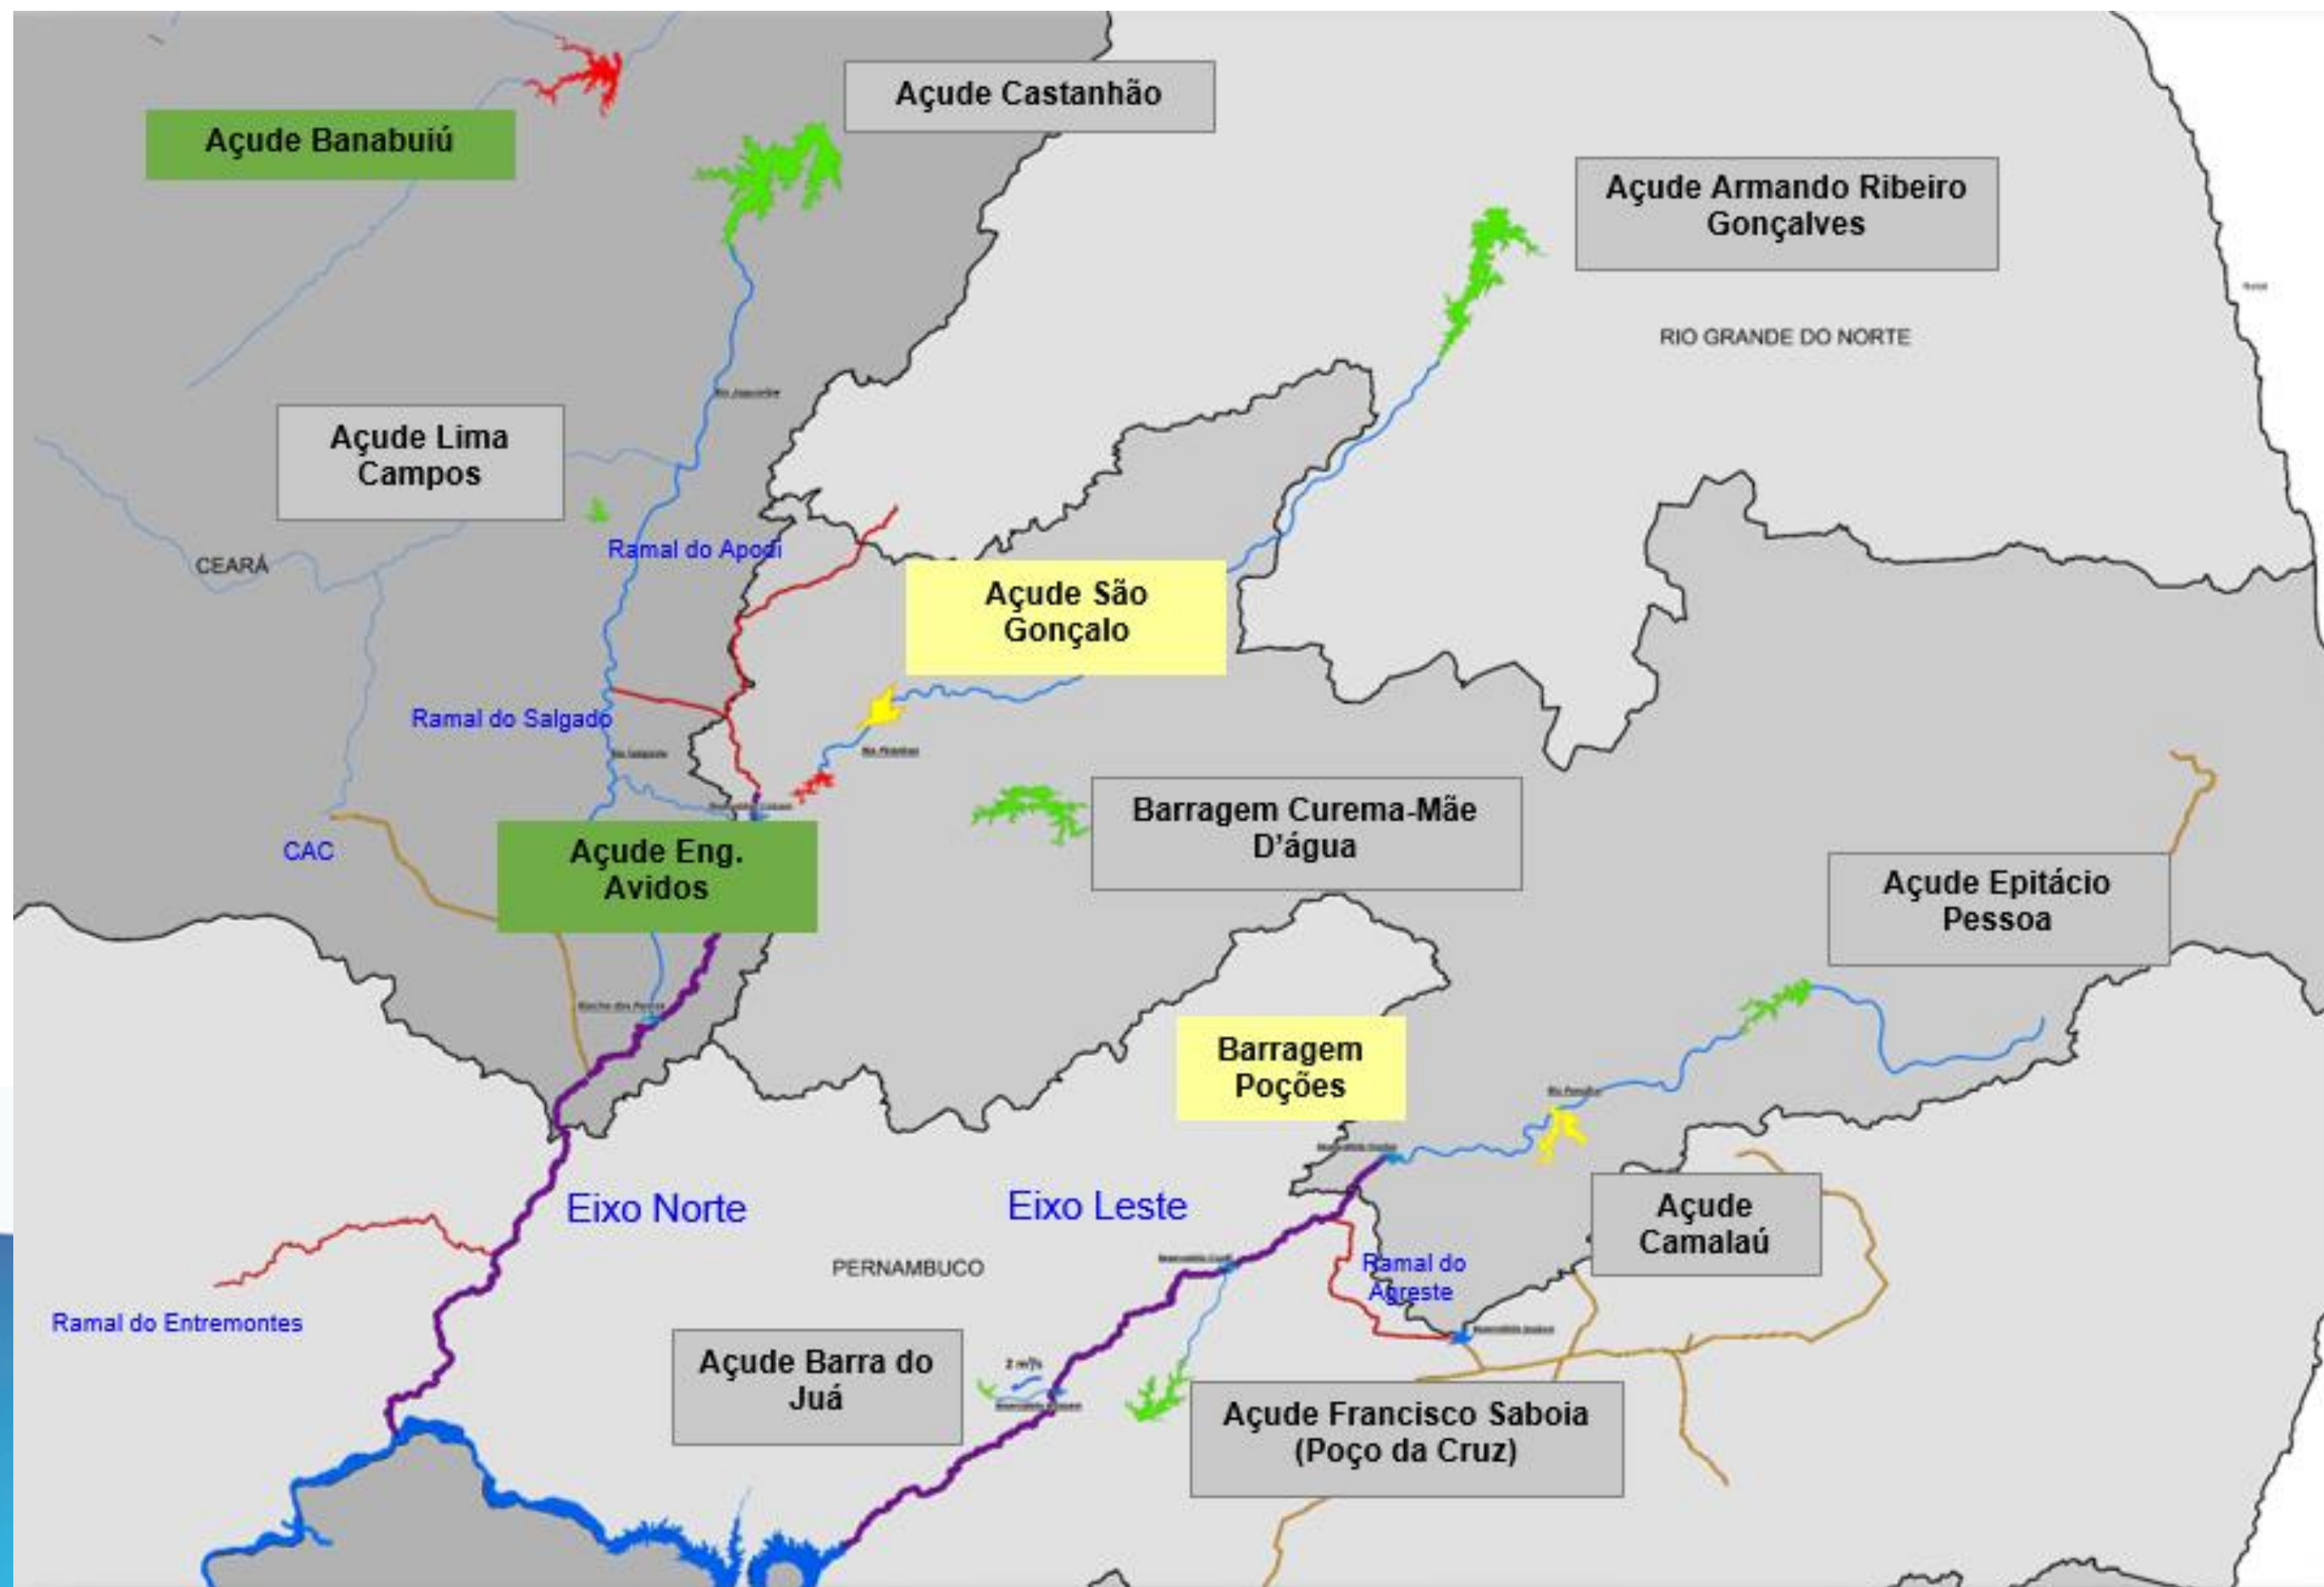 Açude Castanhão
Açude Banabuiú
Açude Armando Ribeiro
Gonçalves
RIO GRANDE DO NORTE
Açude Lima
Campos
Ramal do Apodi
CEARÁ
Açude São
Gonçalo
Ramal do Salgado
Barragem Curema-Mãe
D’água
CAC
Açude Eng.
Avidos
Açude Epitácio
Pessoa
Barragem
Poções
Eixo Norte
Eixo Leste
Açude
Camalaú
PERNAMBUCO
Ramal do
Agreste
Ramal do Entremontes
Açude Barra do
Juá
2 m³/s
Açude Francisco Saboia
(Poço da Cruz)